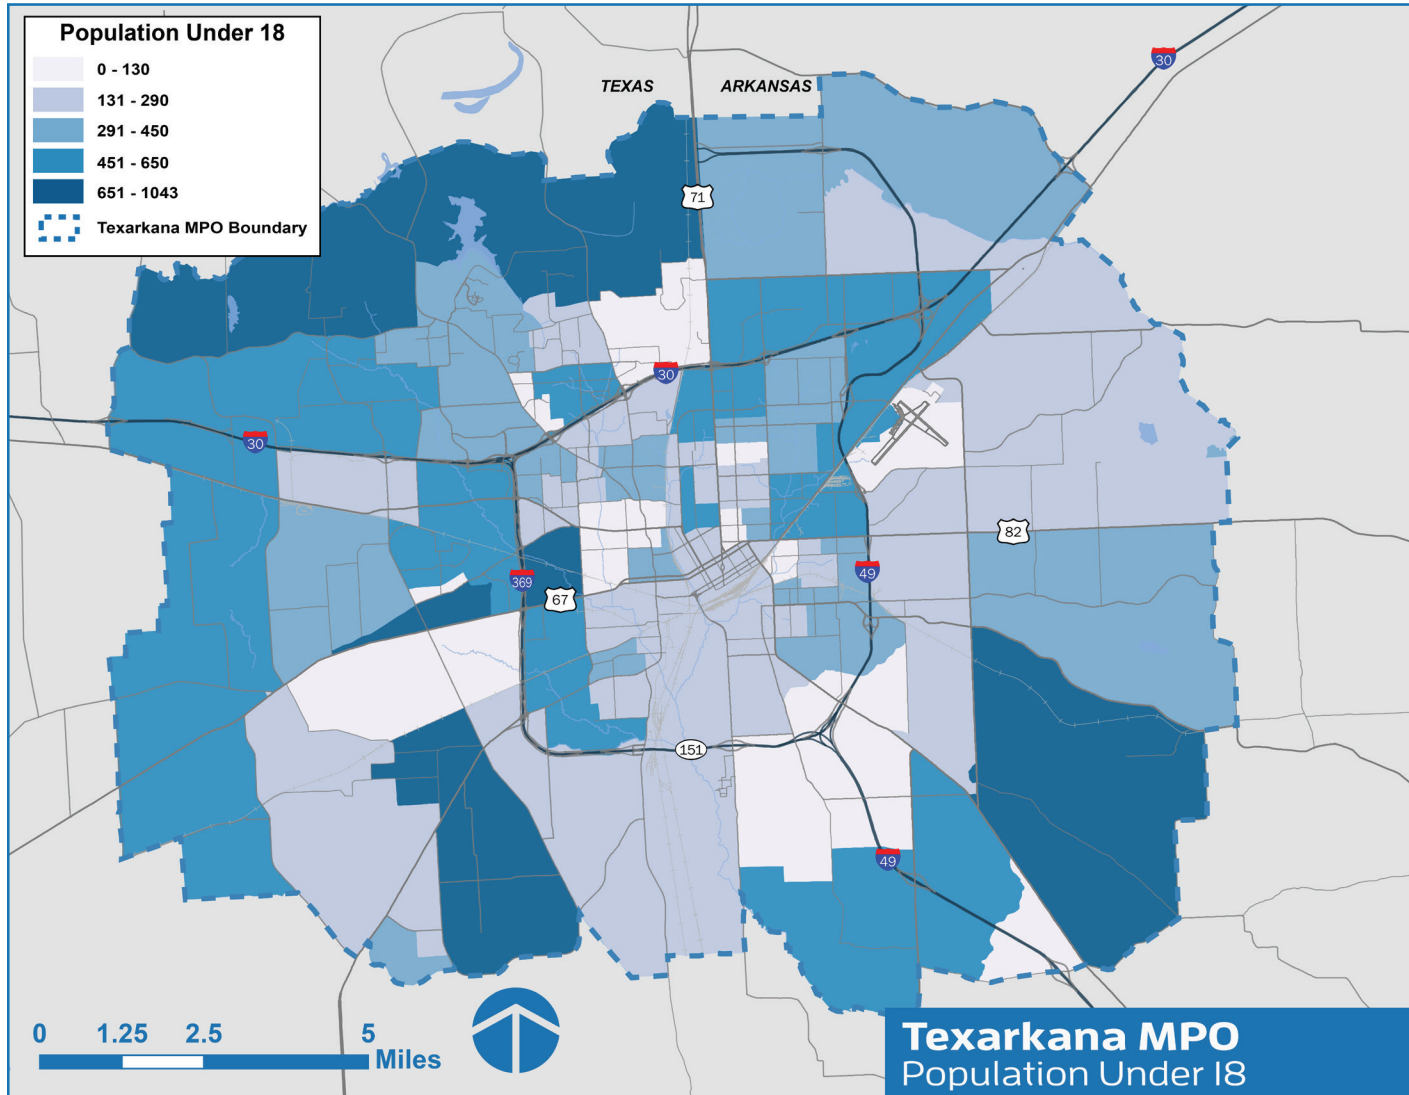 Population Under 18
0 - 130
131 - 290
291 - 450
451 - 650
651 - 1043
Texarkana MPO Boundary
TEXAS
ARKANSAS
30
71
30
30
82
369
49
67
151
49
0 1.25 2.5 5
Miles
Texarkana MPO
Population Under 18